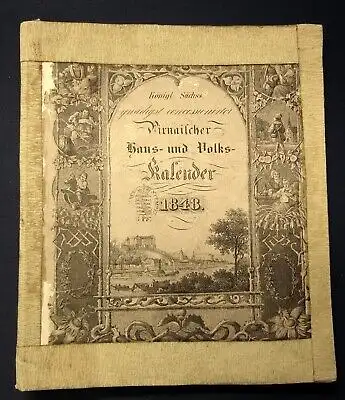 Königl. Sächs.
gnädigst concessionirter
Pirnaischer
Haus- und Volks-
Kalender
1848.